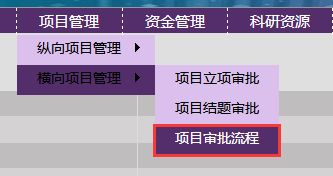 项目管理 资金管理 科研资源
纵向项目管理
横向项目管理 项目立项审批
项目结题审批
项目审批流程